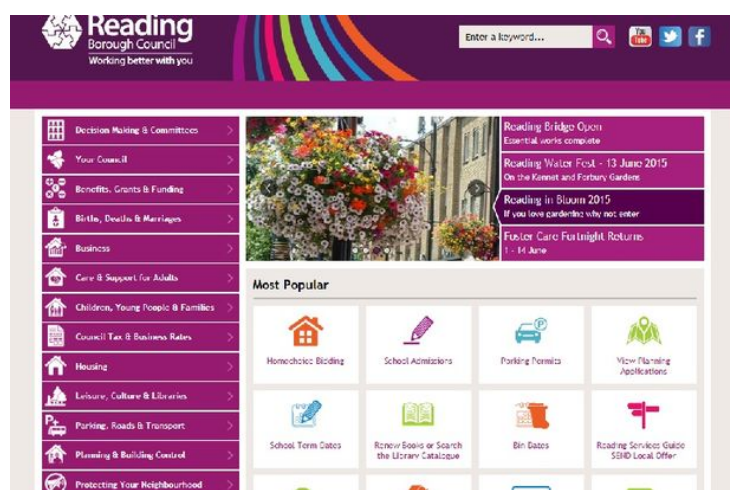 Reading
Borough Council
Working better with you
Enter a keyword...
You
Tube
Decision Making & Committees
Your Council
Benefits, Grants & Funding
Births, Deaths & Marriages
Business
Care & Support for Adults
Children, Young People & Families
Council Tax & Business Rates
Housing
Leisure, Culture & Libraries
Parking, Roads & Transport
Planning & Building Control
Protecting Your Neighbourhood
Reading Bridge Open
Essential works complete
Reading Water Fest - 13 June 2015
On the Kennet and Forbury Gardens
Reading in Bloom 2015
If you love gardening why not enter
Foster Care Fortnight Returns
1 - 14 June
Most Popular
Homechoice Bidding
School Admissions
Parking Permits
View Planning
Applications
School Term Dates
Renew Books or Search
the Library Catalogue
Bin Dates
Reading Services Guide
SEND Local Offer